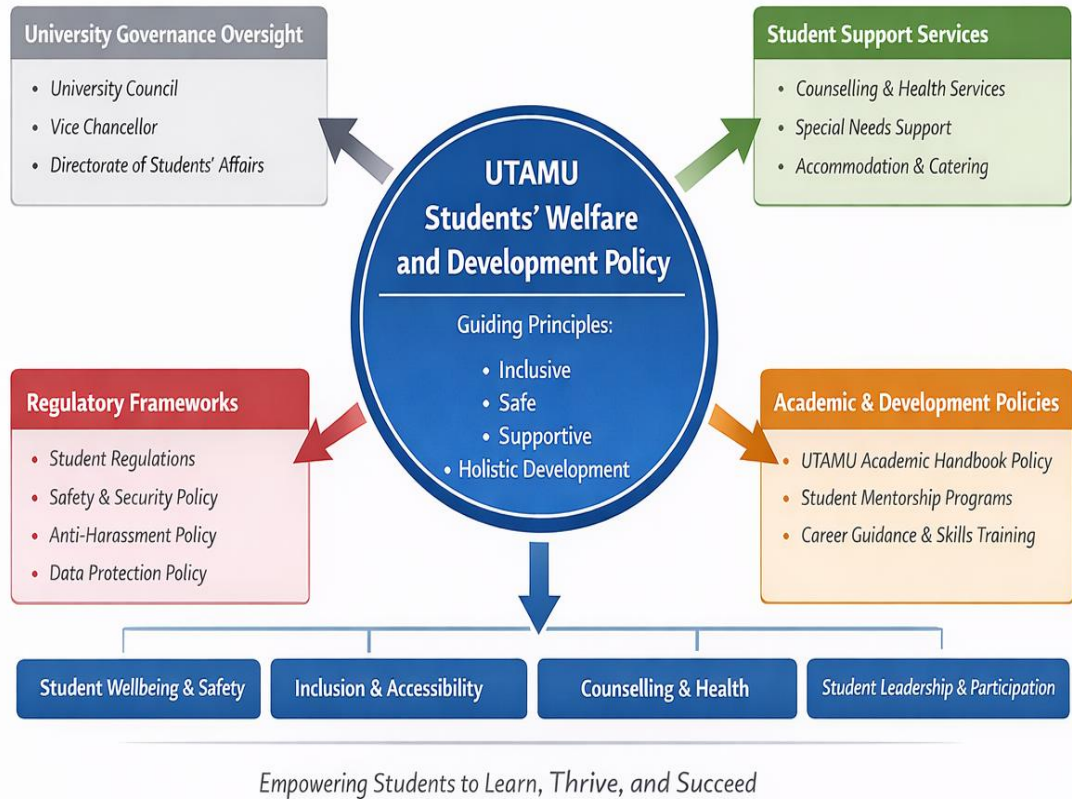 University Governance Oversight
• University Council
• Vice Chancellor
• Directorate of Students' Affairs
Student Support Services
• Counselling & Health Services
• Special Needs Support
• Accommodation & Catering
UTAMU
Students' Welfare
and Development Policy
Guiding Principles:
• Inclusive
• Safe
• Supportive
• Holistic Development
Regulatory Frameworks
• Student Regulations
• Safety & Security Policy
• Anti-Harassment Policy
• Data Protection Policy
Academic & Development Policies
• UTAMU Academic Handbook Policy
• Student Mentorship Programs
• Career Guidance & Skills Training
Student Wellbeing & Safety
Inclusion & Accessibility
Counselling & Health
Student Leadership & Participation
Empowering Students to Learn, Thrive, and Succeed